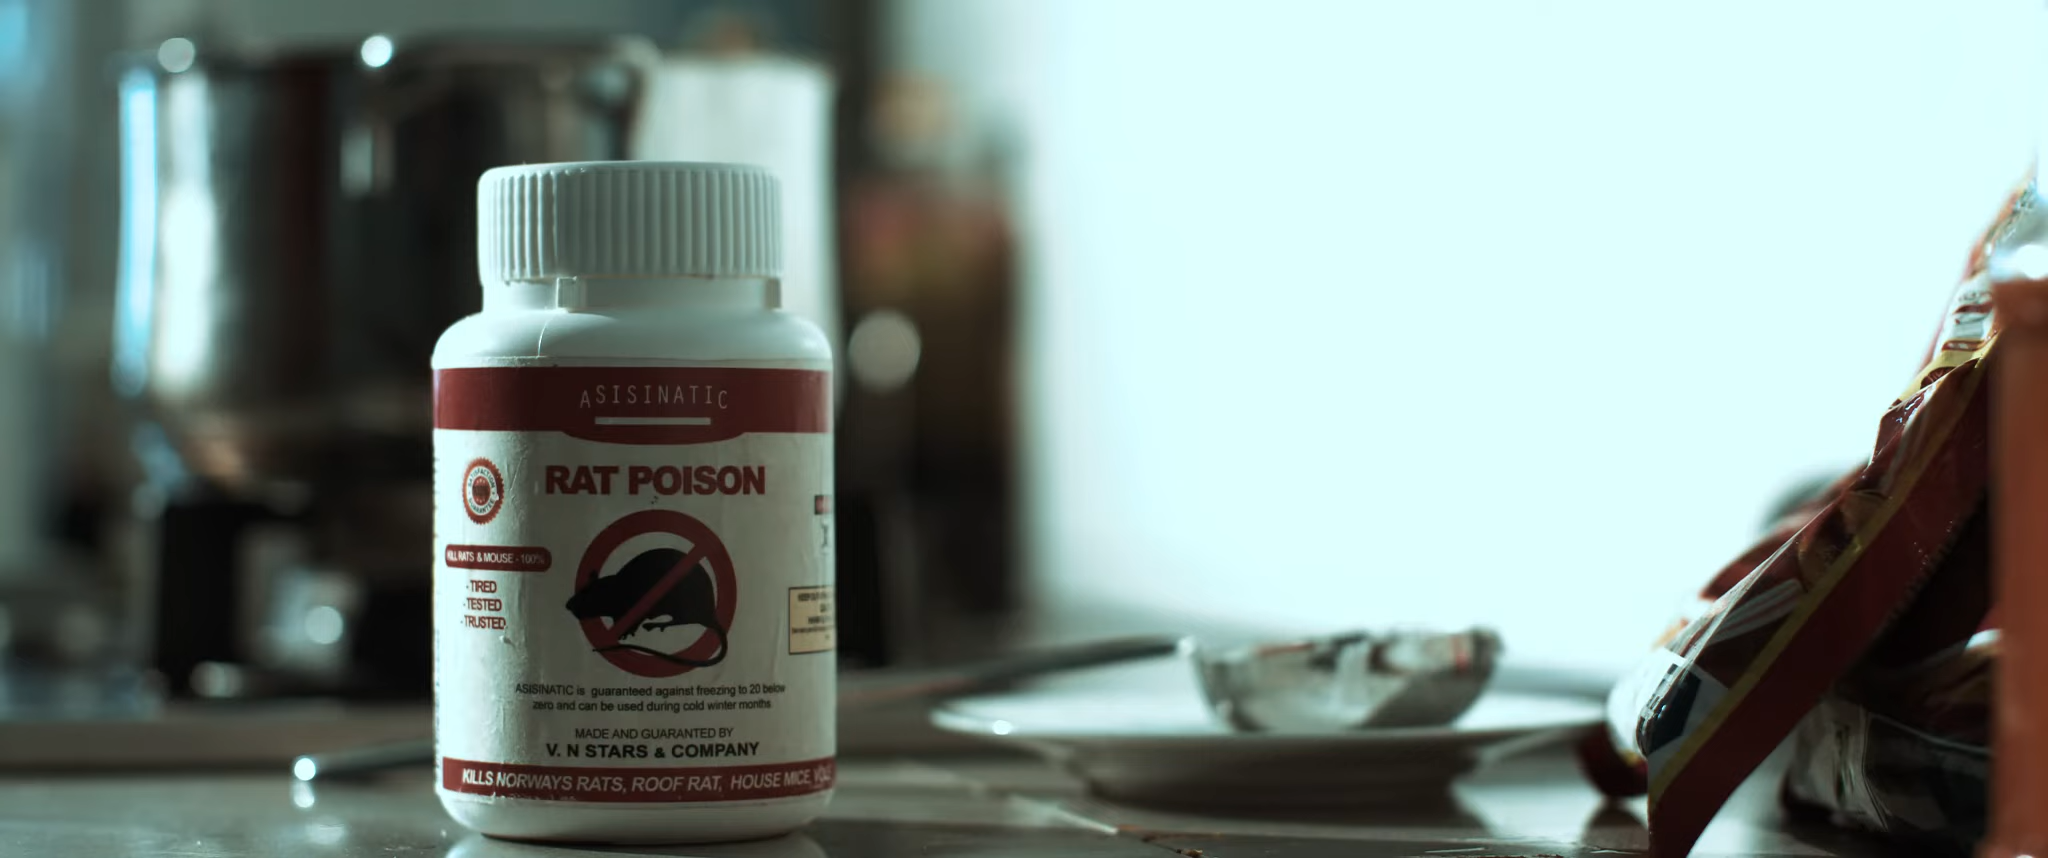 ASISINATIC
RAT POISON
KILL RATS & MOUSE - 100%
- TIRED
- TESTED
- TRUSTED
ASISINATIC is guaranteed against freezing to 20 below
zero and can be used during cold winter months
MADE AND GUARANTED BY
V. N STARS & COMPANY
KILLS NORWAYS RATS, ROOF RAT, HOUSE MICE,